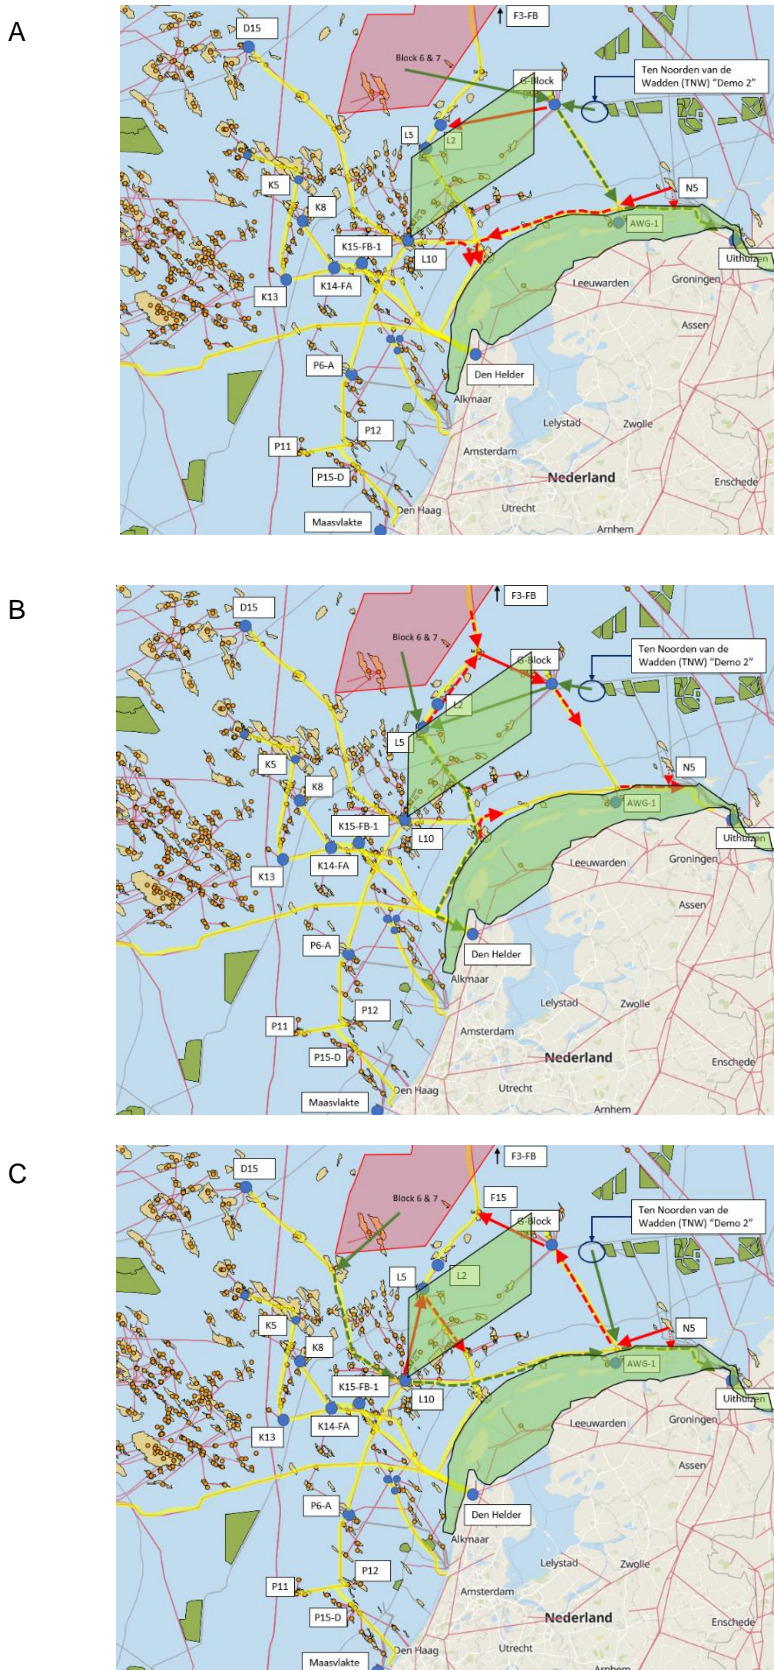 A
D15
F3-FB
Block 6 & 7
G-Block
Ten Noorden van de
Wadden (TNW) "Demo 2"
L5
L2
K5
N5
K8
AWG-1
K15-FB-1
L10
Uithuizen
K14-FA
Leeuwarden
Groningen
K13
Assen
P6-A
Den Helder
Alkmaar
Lelystad
Zwolle
P12
P11
Amsterdam
P15-D
Nederland
Enschede
Den Haag
Utrecht
Maasvlakte
Arnhem
B
D15
F3-FB
Block 6 & 7
G-Block
Ten Noorden van de
Wadden (TNW) "Demo 2"
L2
L5
K5
N5
K8
AWG-1
K15-FB-1
L10
Uithuizen
K14-FA
Leeuwarden
Groningen
K13
Assen
P6-A
Den Helder
Alkmaar
Lelystad
Zwolle
P12
P11
Amsterdam
P15-D
Nederland
Enschede
Den Haag
Utrecht
Maasvlakte
Arnhem
C
D15
F3-FB
Block 6 & 7
F15
G-Block
Ten Noorden van de
Wadden (TNW) "Demo 2"
L5
L2
K5
N5
K8
AWG-1
K15-FB-1
L10
Uithuizen
K14-FA
Leeuwarden
Groningen
K13
Assen
P6-A
Den Helder
Alkmaar
Lelystad
Zwolle
P12
P11
Amsterdam
P15-D
Nederland
Enschede
Den Haag
Utrecht
Maasvlakte
Arnhem